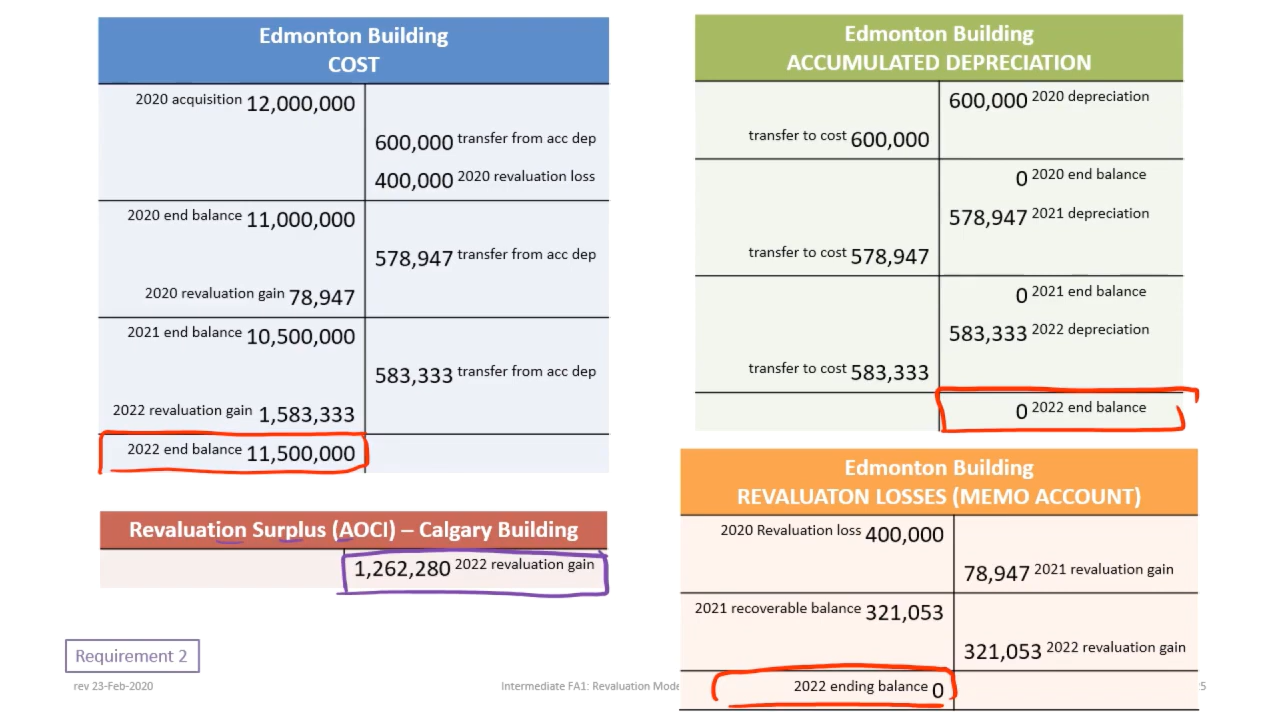 Edmonton Building
COST
2020 acquisition 12,000,000
600,000 transfer from acc dep
400,000 2020 revaluation loss
2020 end balance 11,000,000
578,947 transfer from acc dep
2020 revaluation gain 78,947
2021 end balance 10,500,000
583,333 transfer from acc dep
2022 revaluation gain 1,583,333
2022 end balance 11,500,000
Edmonton Building
ACCUMULATED DEPRECIATION
600,000 2020 depreciation
transfer to cost 600,000
0 2020 end balance
578,947 2021 depreciation
transfer to cost 578,947
0 2021 end balance
583,333 2022 depreciation
transfer to cost 583,333
0 2022 end balance
Revaluation Surplus (AOCI) – Calgary Building
1,262,280 2022 revaluation gain
Edmonton Building
REVALUATON LOSSES (MEMO ACCOUNT)
2020 Revaluation loss 400,000
78,947 2021 revaluation gain
2021 recoverable balance 321,053
321,053 2022 revaluation gain
2022 ending balance 0
Requirement 2
rev 23-Feb-2020
Intermediate FA1: Revaluation Mode
5